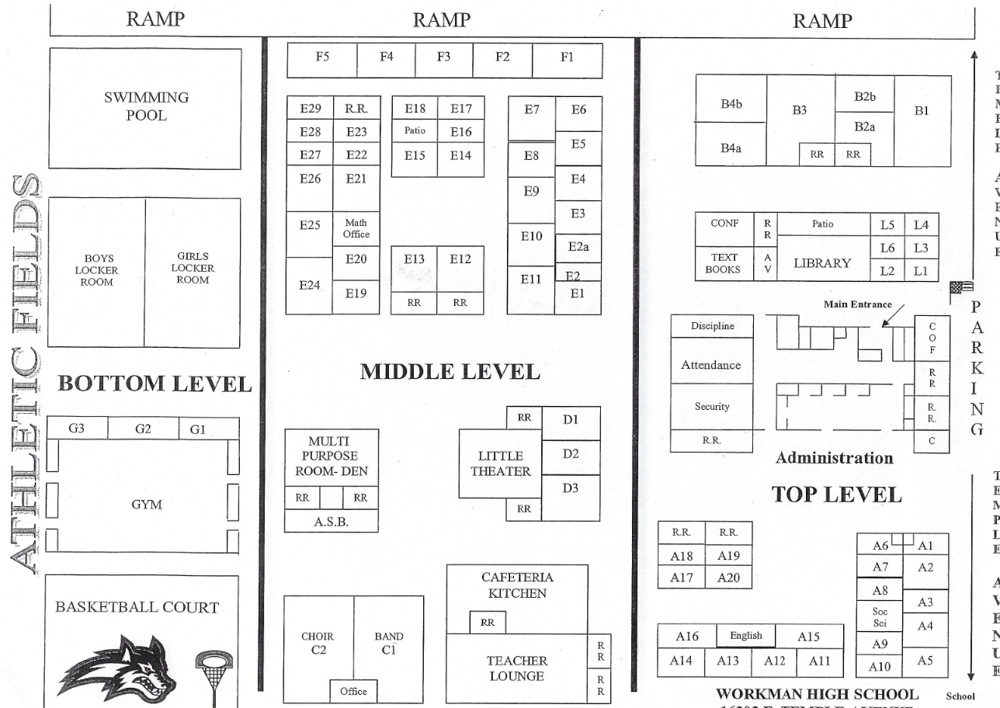 RAMP
RAMP
RAMP
SWIMMING
POOL
BOYS
LOCKER
ROOM
GIRLS
LOCKER
ROOM
ATHLETIC FIELDS
BOTTOM LEVEL
G3
G2
G1
GYM
BASKETBALL COURT
F5
F4
F3
F2
F1
E29
R.R.
E28
E23
E27
E22
E26
E21
E25
Math
Office
E20
E24
E19
E18
E17
Patio
E16
E15
E14
E13
E12
RR
RR
E7
E6
E5
E8
E4
E9
E3
E10
E2a
E2
E11
E1
MIDDLE LEVEL
MULTI
PURPOSE
ROOM- DEN
RR
RR
A.S.B.
RR
D1
LITTLE
THEATER
D2
D3
RR
CHOIR
C2
BAND
C1
Office
CAFETERIA
KITCHEN
RR
TEACHER
LOUNGE
R
R
R
R
B4b
B3
B2b
B1
B2a
B4a
RR
RR
CONF
R
R
Patio
L5
L4
TEXT
BOOKS
A
V
LIBRARY
L6
L3
L2
L1
Main Entrance
Discipline
Attendance
Security
R.R.
C
O
F
R
R
R.
R.
C
Administration
TOP LEVEL
R.R.
R.R.
A18
A19
A17
A20
A6
A1
A7
A2
A8
A3
Soc
Sci
A4
A9
A10
A5
A16
English
A15
A14
A13
A12
A11
P
A
R
K
I
N
G
T
E
M
P
L
E
A
V
E
N
U
E
T
E
M
P
L
E
A
V
E
N
U
E
WORKMAN HIGH SCHOOL
School
16303 E. TEMPLE AVENUE